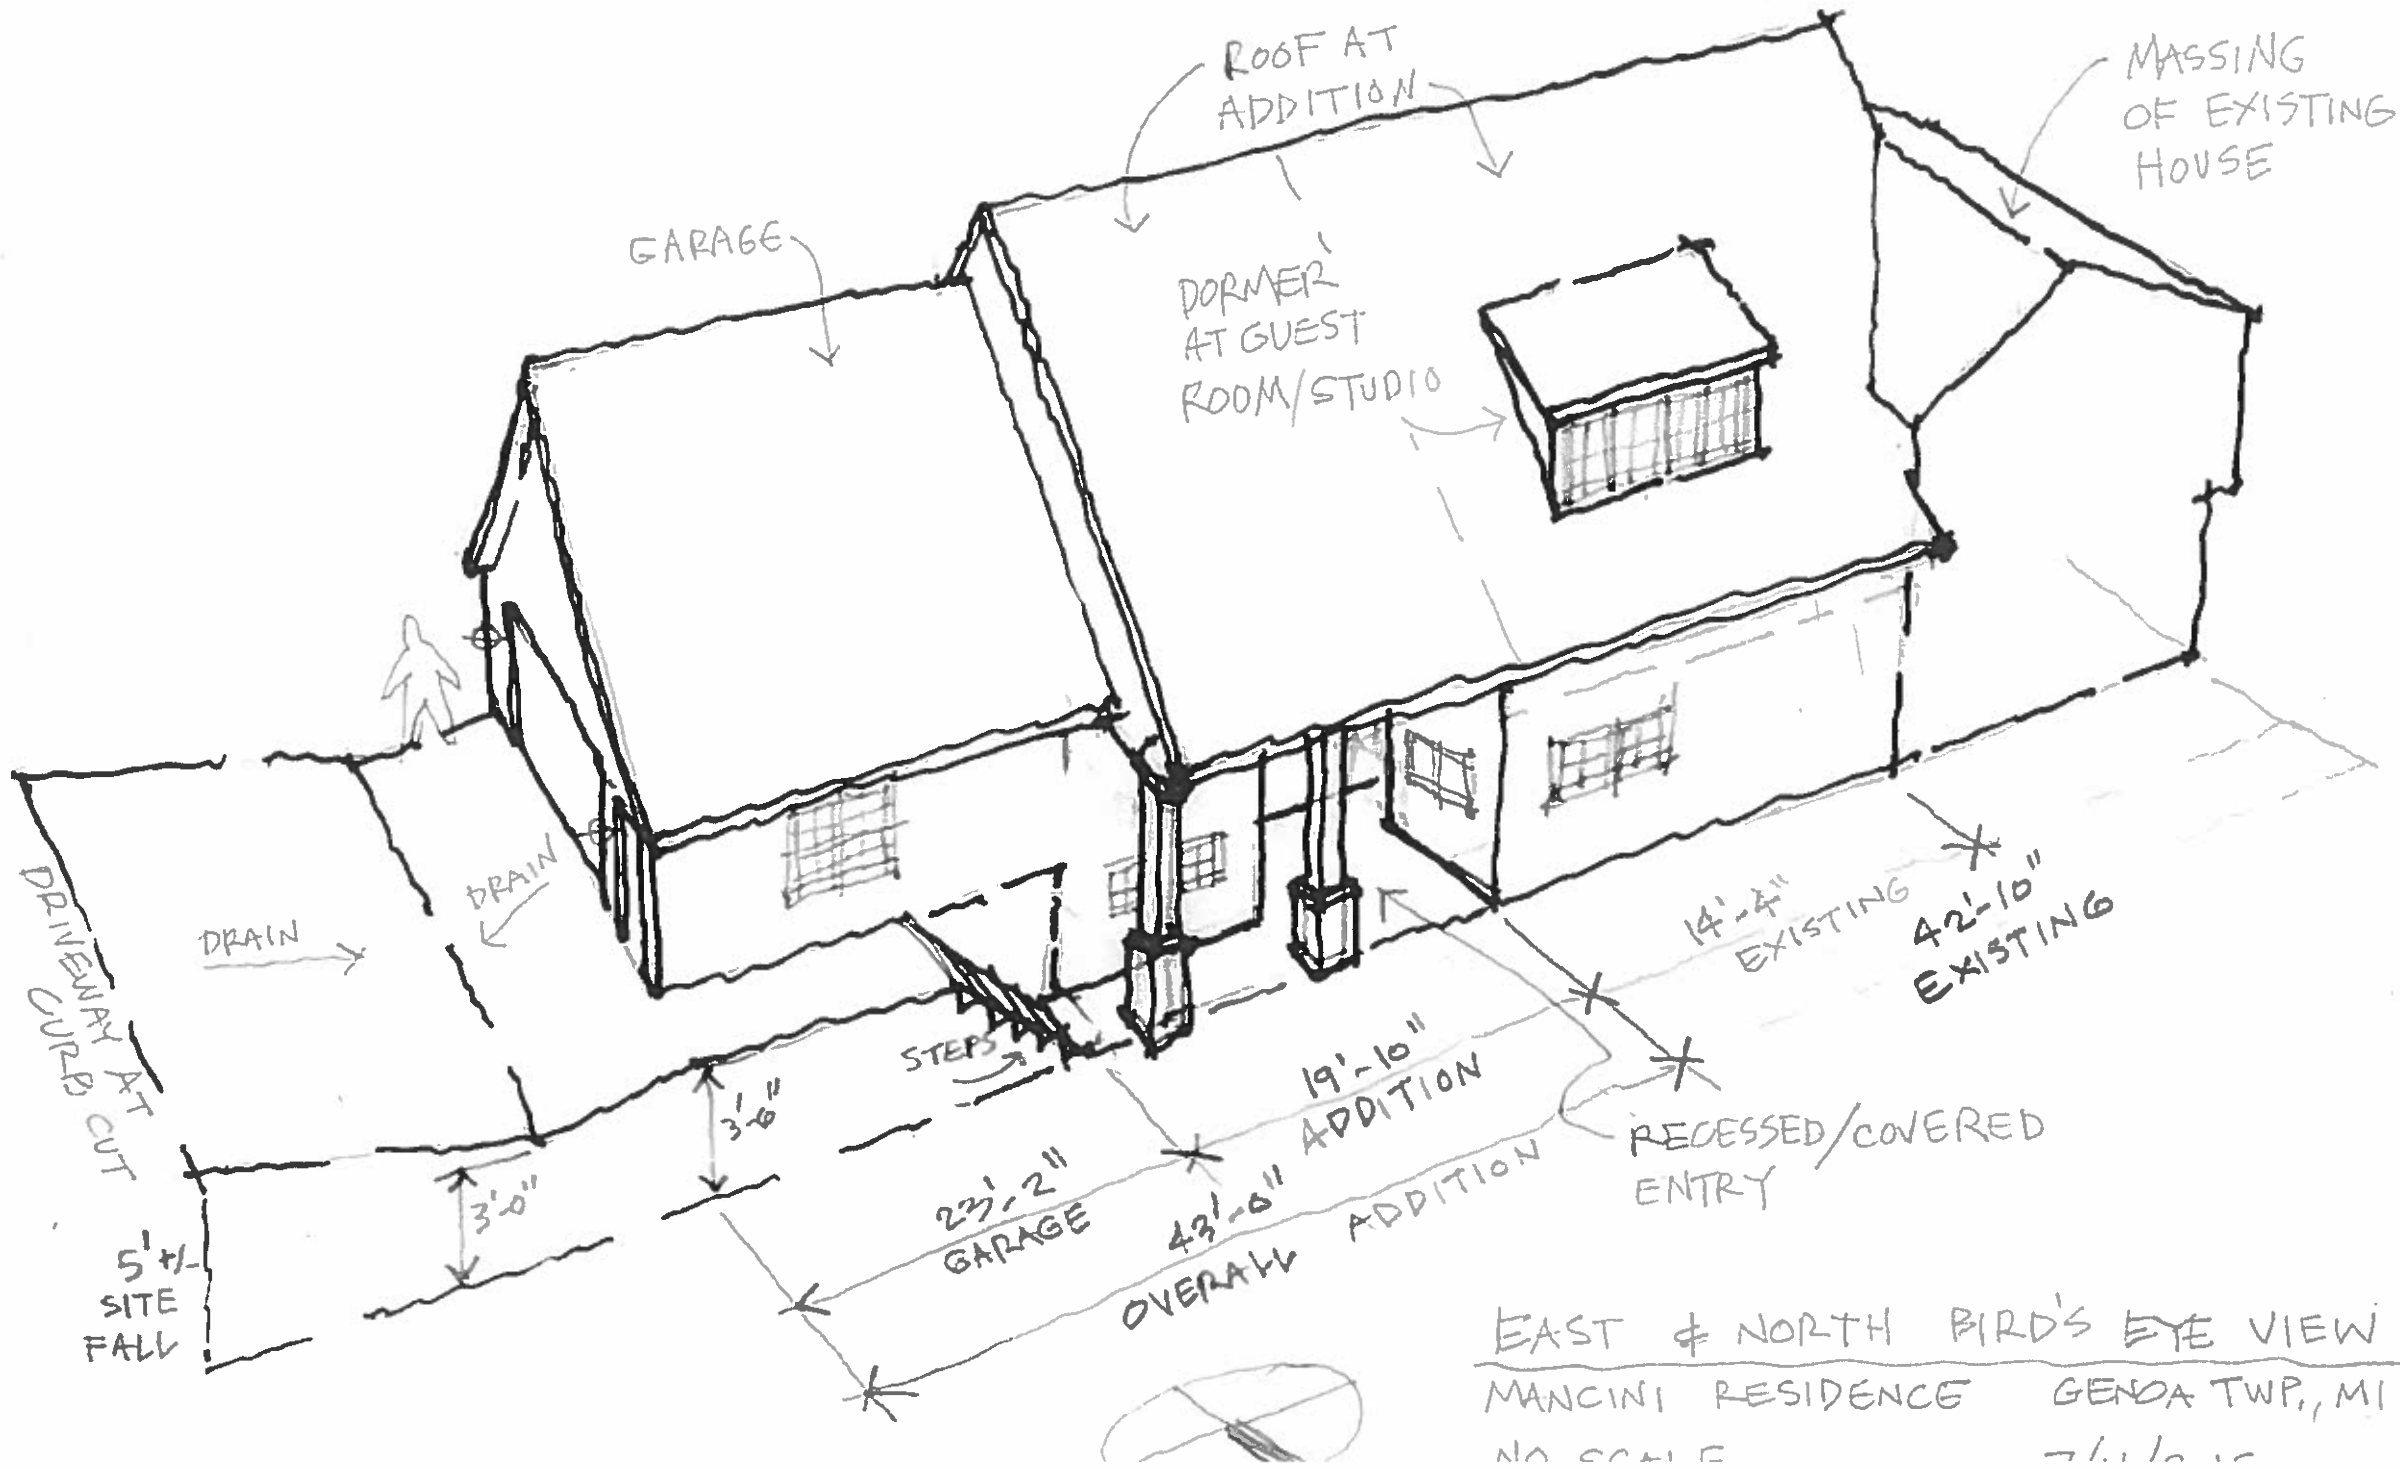 ROOF AT
ADDITION
MASSING
OF EXISTING
HOUSE
GARAGE
DORMER
AT GUEST
ROOM/STUDIO
DRAIN
DRAIN
DRIVEWAY AT
CURB CUT
STEPS
3'-6"
3'-0"
5' +/-
SITE
FALL
14'-4"
EXISTING
42'-10"
EXISTING
19'-10"
ADDITION
23'-2"
GARAGE
43'-0"
OVERALL ADDITION
RECESSED/COVERED
ENTRY
EAST & NORTH BIRD'S EYE VIEW
MANCINI RESIDENCE GENOA TWP., MI
NO SCALE